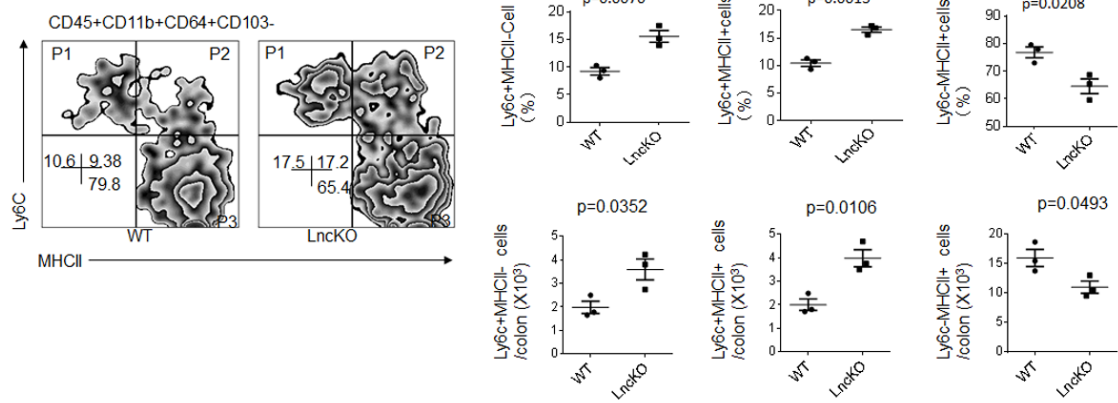 CD45+CD11b+CD64+CD103-
P1
P2
10.6
9.38
79.8
P3
WT
P1
P2
17.5
17.2
65.4
LncKO
Ly6C
MHCII
Ly6c+MHCII-Cell
(%)
20
15
10
5
0
WT
LncKO
Ly6c+MHCII+cells
(%)
20
15
10
5
0
WT
LncKO
p=0.0208
Ly6c-MHCII+cells
(%)
90
80
70
60
50
WT
LncKO
p=0.0352
Ly6c+MHCII- cells
/colon (X10³)
5
4
3
2
1
0
WT
LncKO
p=0.0106
Ly6c+MHCII+ cells
/colon (X10³)
5
4
3
2
1
0
WT
LncKO
p=0.0493
Ly6c-MHCII+ cells
/colon (X10³)
20
15
10
5
0
WT
LncKO